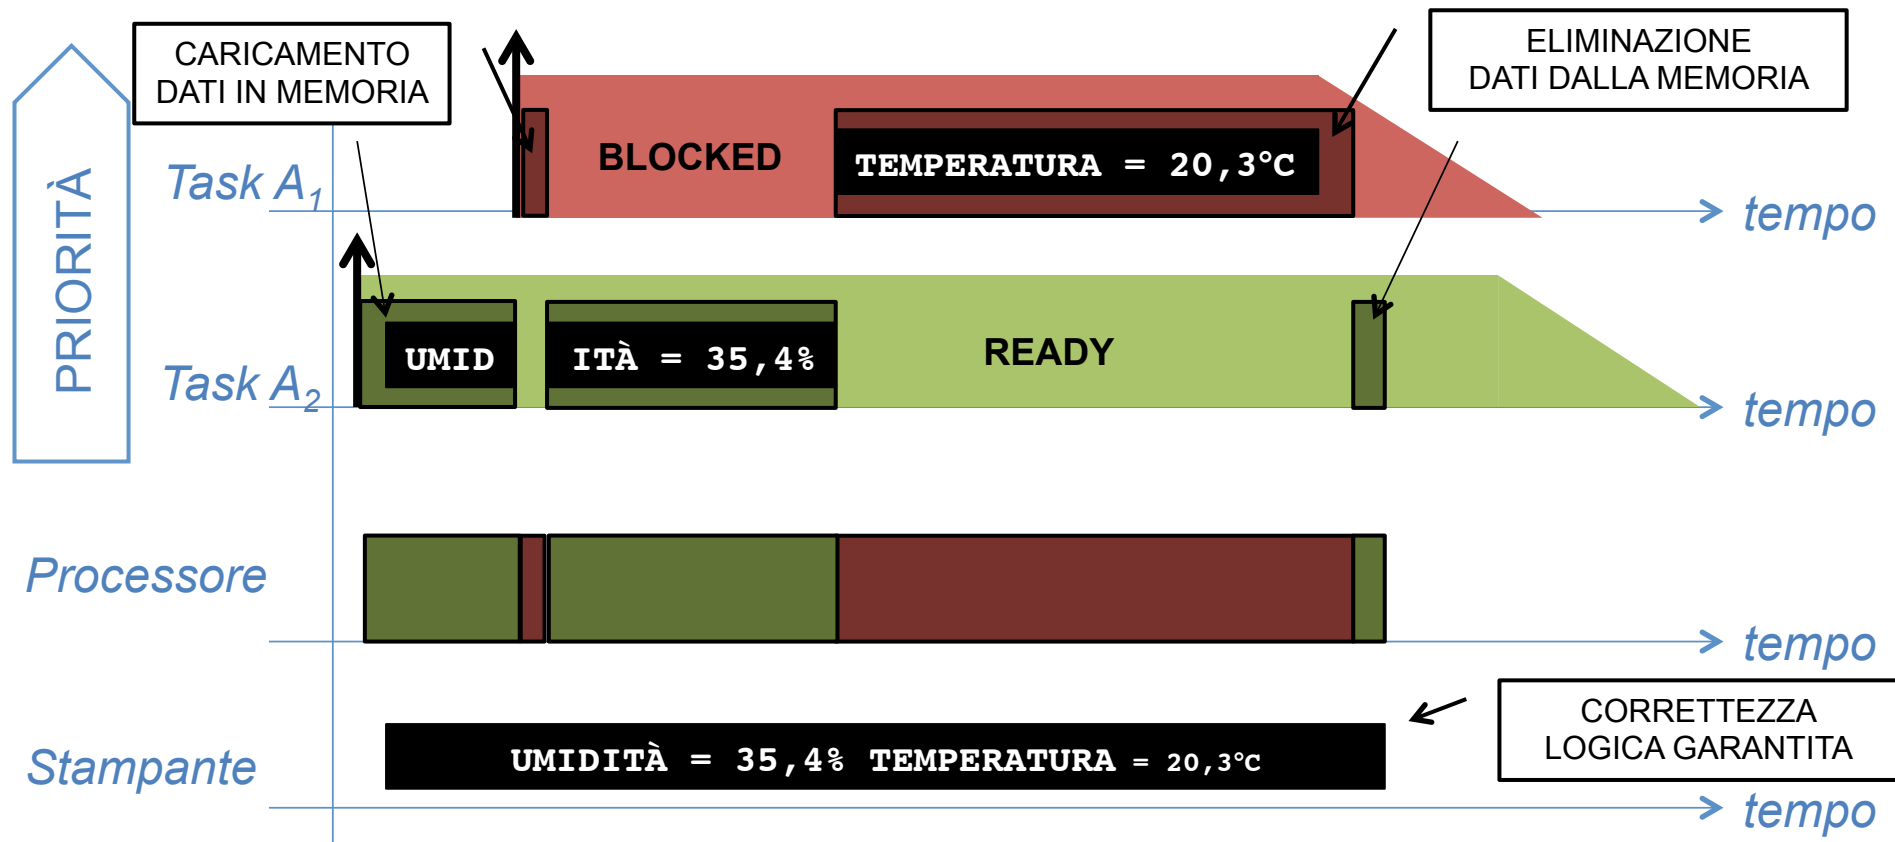 CARICAMENTO
DATI IN MEMORIA
ELIMINAZIONE
DATI DALLA MEMORIA
PRIORITÀ
Task A1
BLOCKED
TEMPERATURA = 20,3°C
tempo
Task A2
UMID
ITÀ = 35,4%
READY
tempo
Processore
tempo
CORRETTEZZA
LOGICA GARANTITA
Stampante
UMIDITÀ = 35,4% TEMPERATURA = 20,3°C
tempo